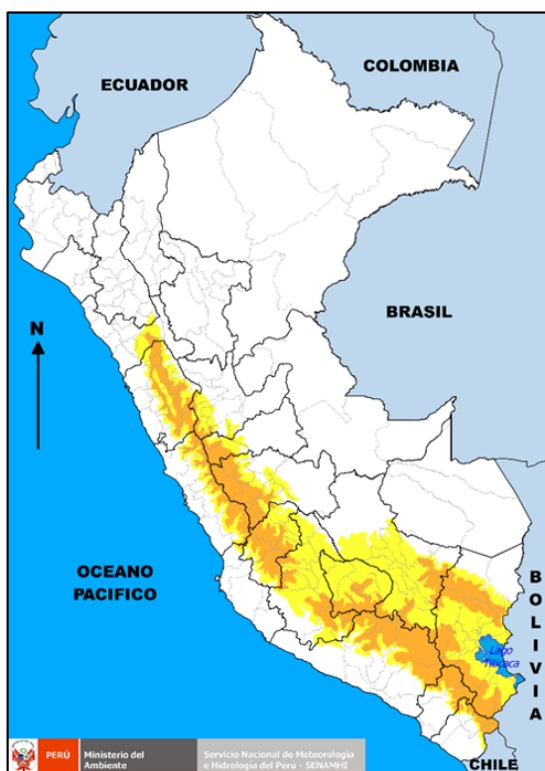 COLOMBIA
ECUADOR
BRASIL
N
OCEANO
PACIFICO
BOLIVIA
Lago
Titicaca
CHILE
PERÚ
Ministerio del
Ambiente
Servicio Nacional de Meteorología
e Hidrología del Perú - SENAMHI